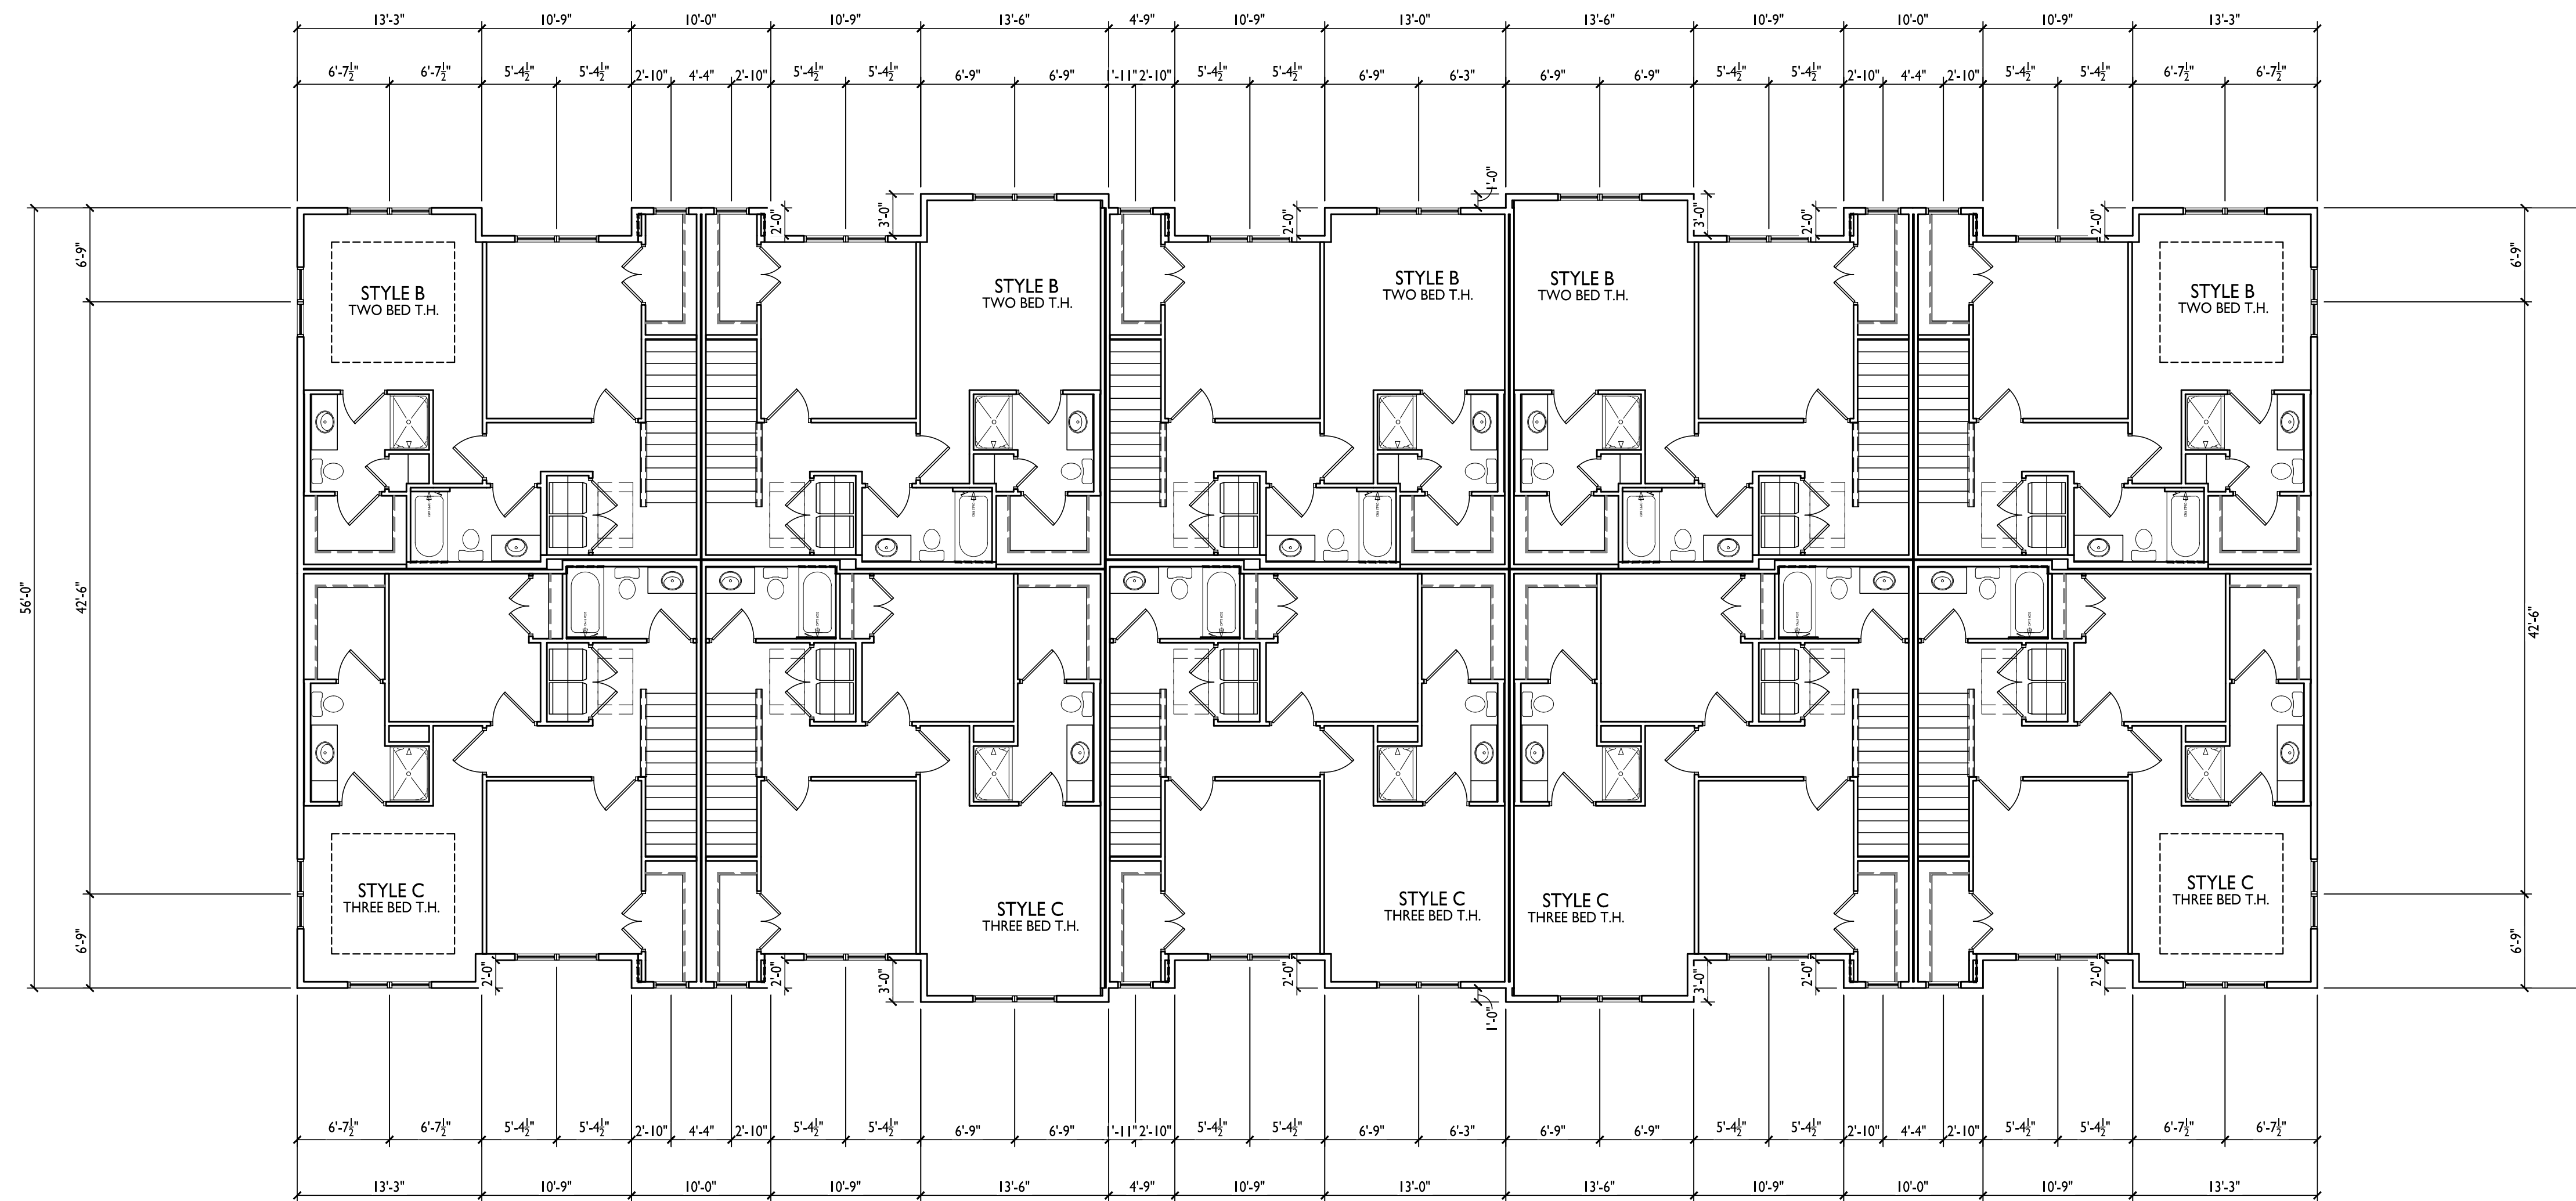 13'-3" 10'-9" 10'-0" 10'-9" 13'-6" 4'-9" 10'-9" 13'-0" 13'-6" 10'-9" 10'-0" 10'-9" 13'-3"
6'-7½" 6'-7½" 5'-4½" 5'-4½" 2'-10" 4'-4" 2'-10" 5'-4½" 5'-4½" 6'-9" 6'-9" 1'-11" 2'-10" 5'-4½" 5'-4½" 6'-9" 6'-3" 6'-9" 6'-9" 5'-4½" 5'-4½" 2'-10" 4'-4" 2'-10" 5'-4½" 5'-4½" 6'-7½" 6'-7½"
1'-0"
2'-0" 3'-0" 2'-0" 3'-0" 2'-0" 2'-0"
6'-9" 6'-9"
STYLE B
TWO BED T.H.
STYLE B
TWO BED T.H.
STYLE B
TWO BED T.H.
STYLE B
TWO BED T.H.
STYLE B
TWO BED T.H.
56'-0" 42'-6" 42'-6"
STYLE C
THREE BED T.H.
STYLE C
THREE BED T.H.
STYLE C
THREE BED T.H.
STYLE C
THREE BED T.H.
STYLE C
THREE BED T.H.
6'-9" 6'-9"
2'-0" 2'-0" 3'-0" 2'-0" 3'-0" 2'-0" 2'-0"
1'-0"
6'-7½" 6'-7½" 5'-4½" 5'-4½" 2'-10" 4'-4" 2'-10" 5'-4½" 5'-4½" 6'-9" 6'-9" 1'-11" 2'-10" 5'-4½" 5'-4½" 6'-9" 6'-3" 6'-9" 6'-9" 5'-4½" 5'-4½" 2'-10" 4'-4" 2'-10" 5'-4½" 5'-4½" 6'-7½" 6'-7½"
13'-3" 10'-9" 10'-0" 10'-9" 13'-6" 4'-9" 10'-9" 13'-0" 13'-6" 10'-9" 10'-0" 10'-9" 13'-3"